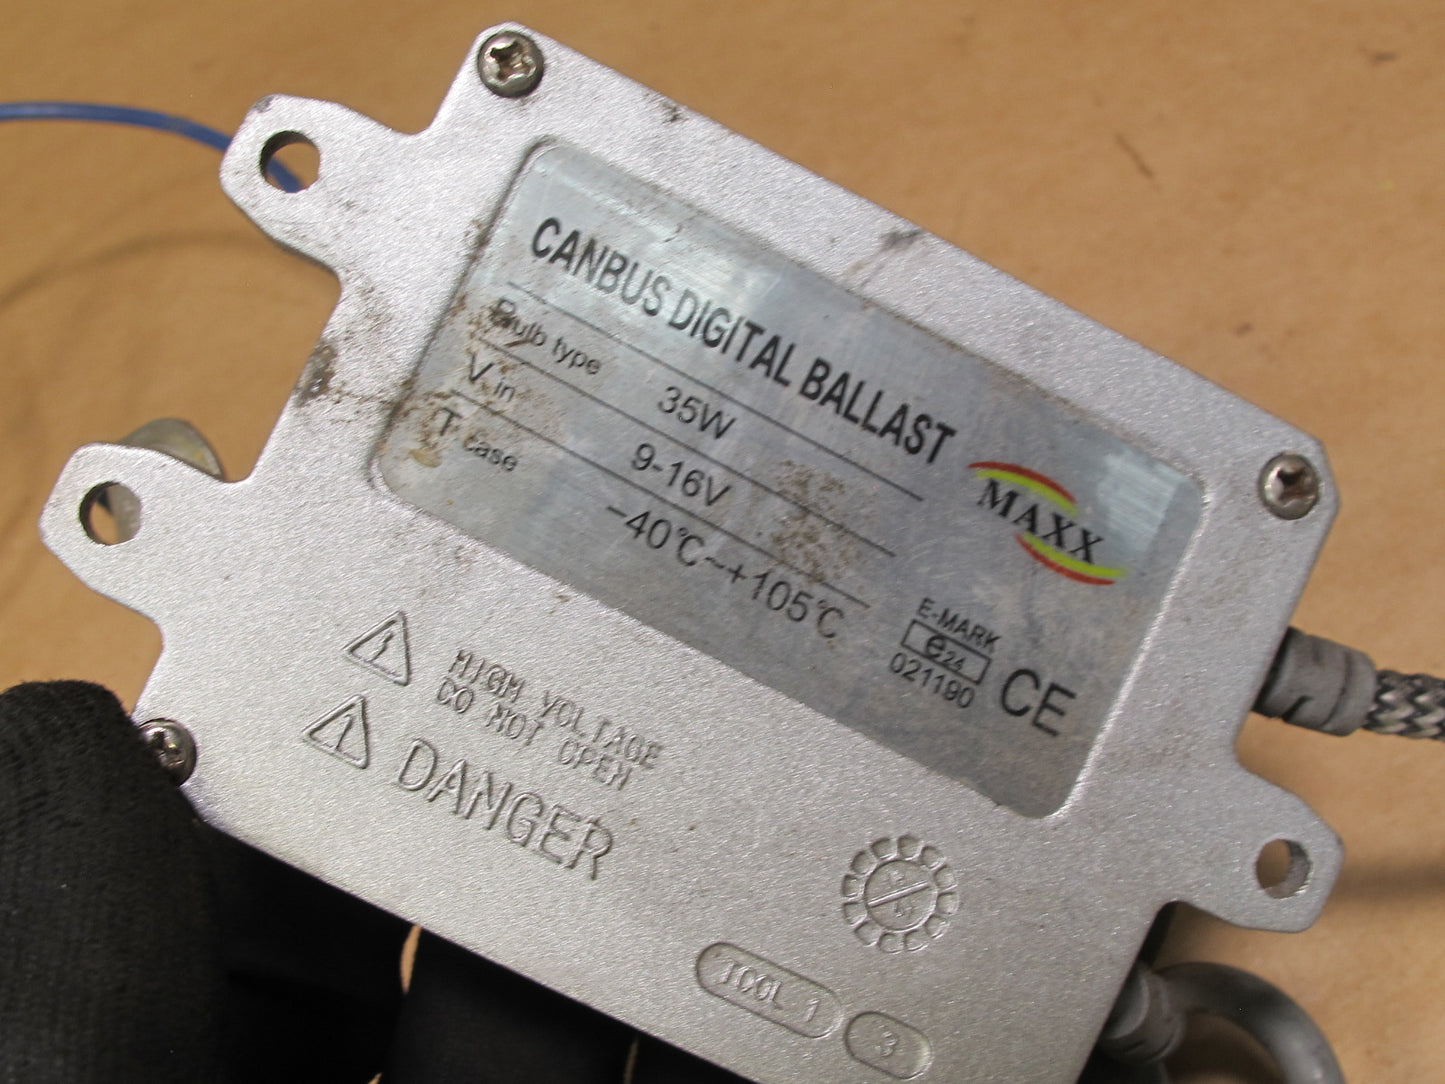 CANBUS DIGITAL BALLAST
Bulb type 35W
V in 9-16V
T case -40℃~+105℃
MAXX
E-MARK
e24
021190
CE
HIGH VOLTAGE
DO NOT OPEN
DANGER
TOOL 1
3